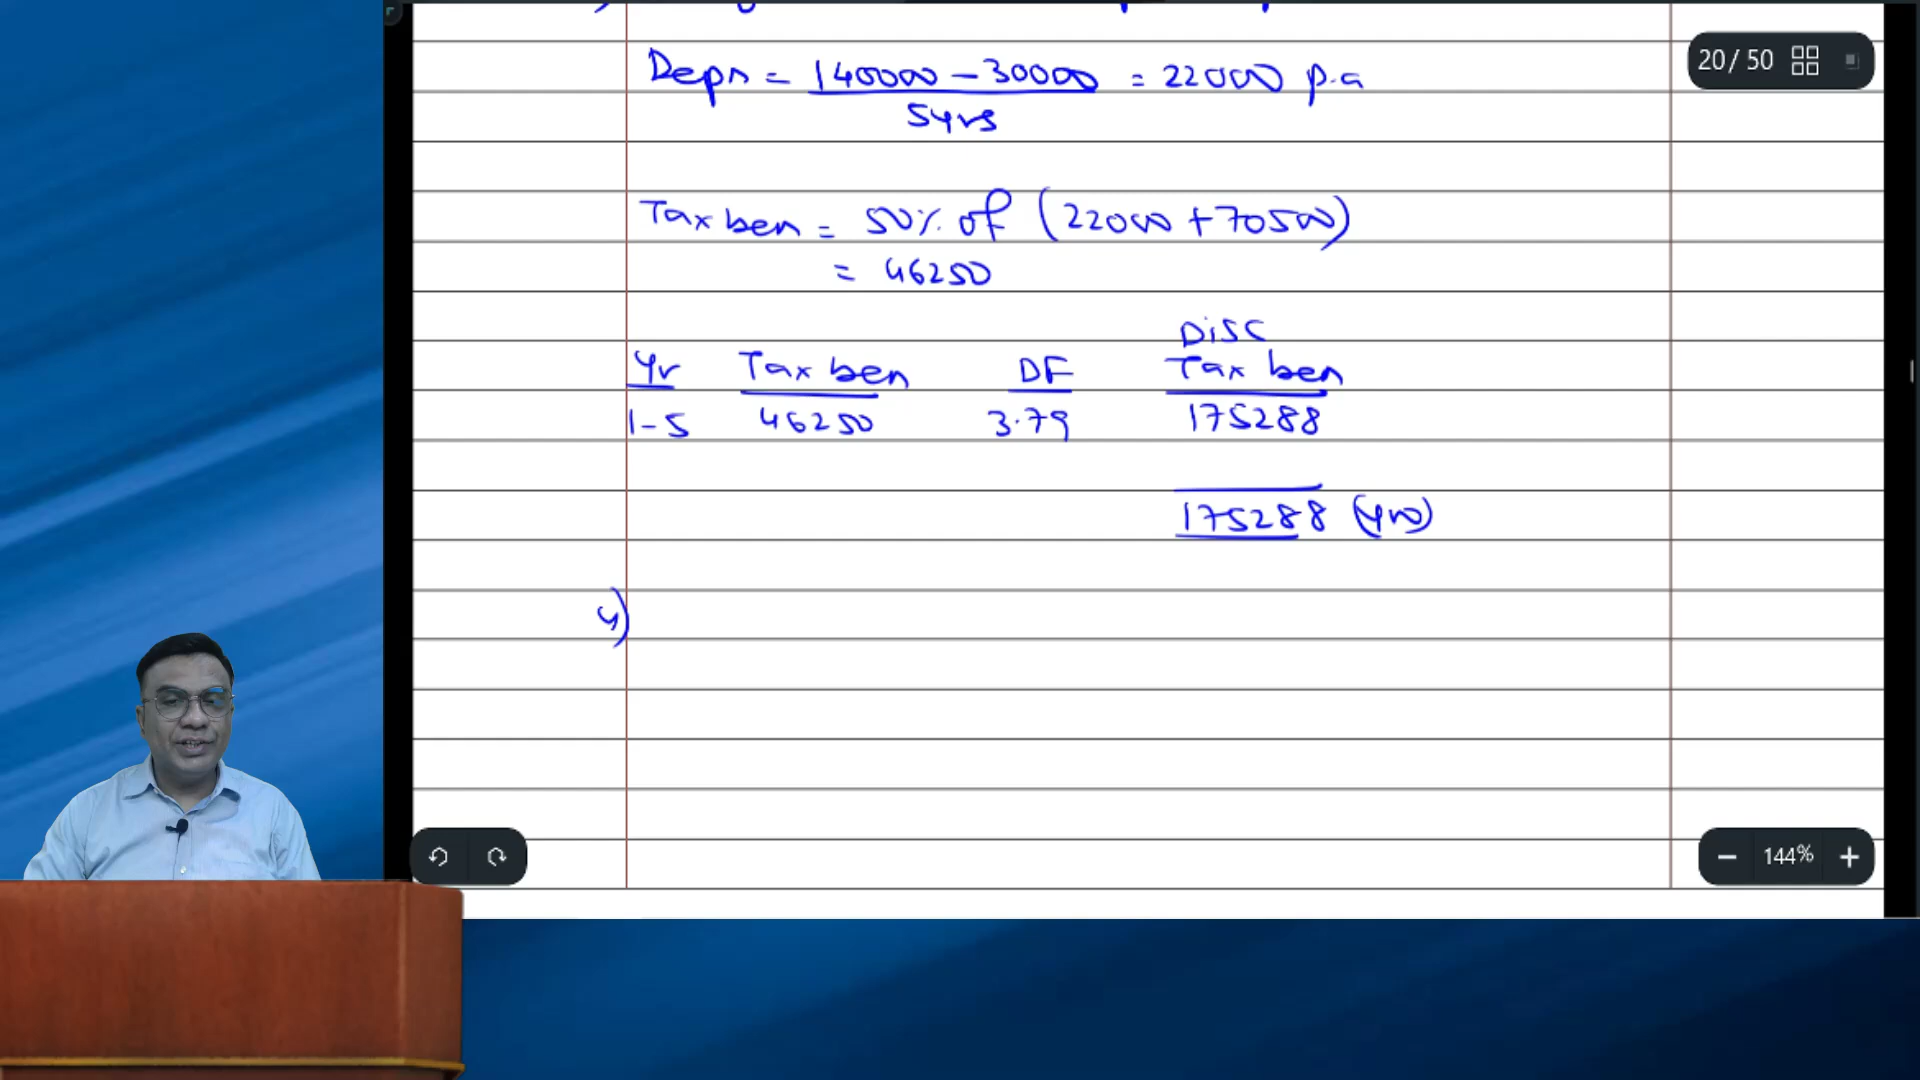 20/50
Depn = 140000 - 30000 = 22000 p.a
5yrs
Tax ben = 50% of (22000 + 70500)
= 46250
Disc
Yr Tax ben DF Tax ben
1-5 46250 3.79 175288
175288
4)
144%